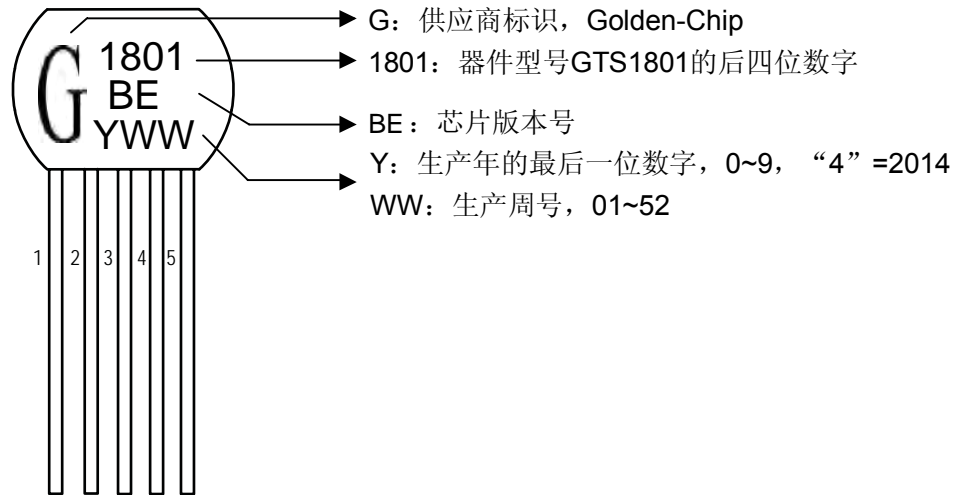 G
1801
BE
YWW
G：供应商标识，Golden-Chip
1801：器件型号GTS1801的后四位数字
BE：芯片版本号
Y：生产年的最后一位数字，0~9，“4”=2014
WW：生产周号，01~52
1 2 3 4 5